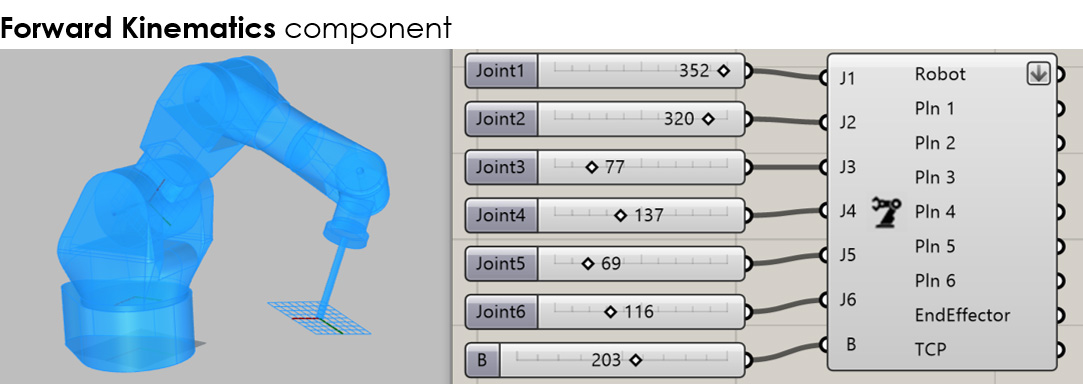 Forward Kinematics component
Joint1 352
Joint2 320
Joint3 77
Joint4 137
Joint5 69
Joint6 116
B 203
J1
J2
J3
J4
J5
J6
B
Robot
Pln 1
Pln 2
Pln 3
Pln 4
Pln 5
Pln 6
EndEffector
TCP